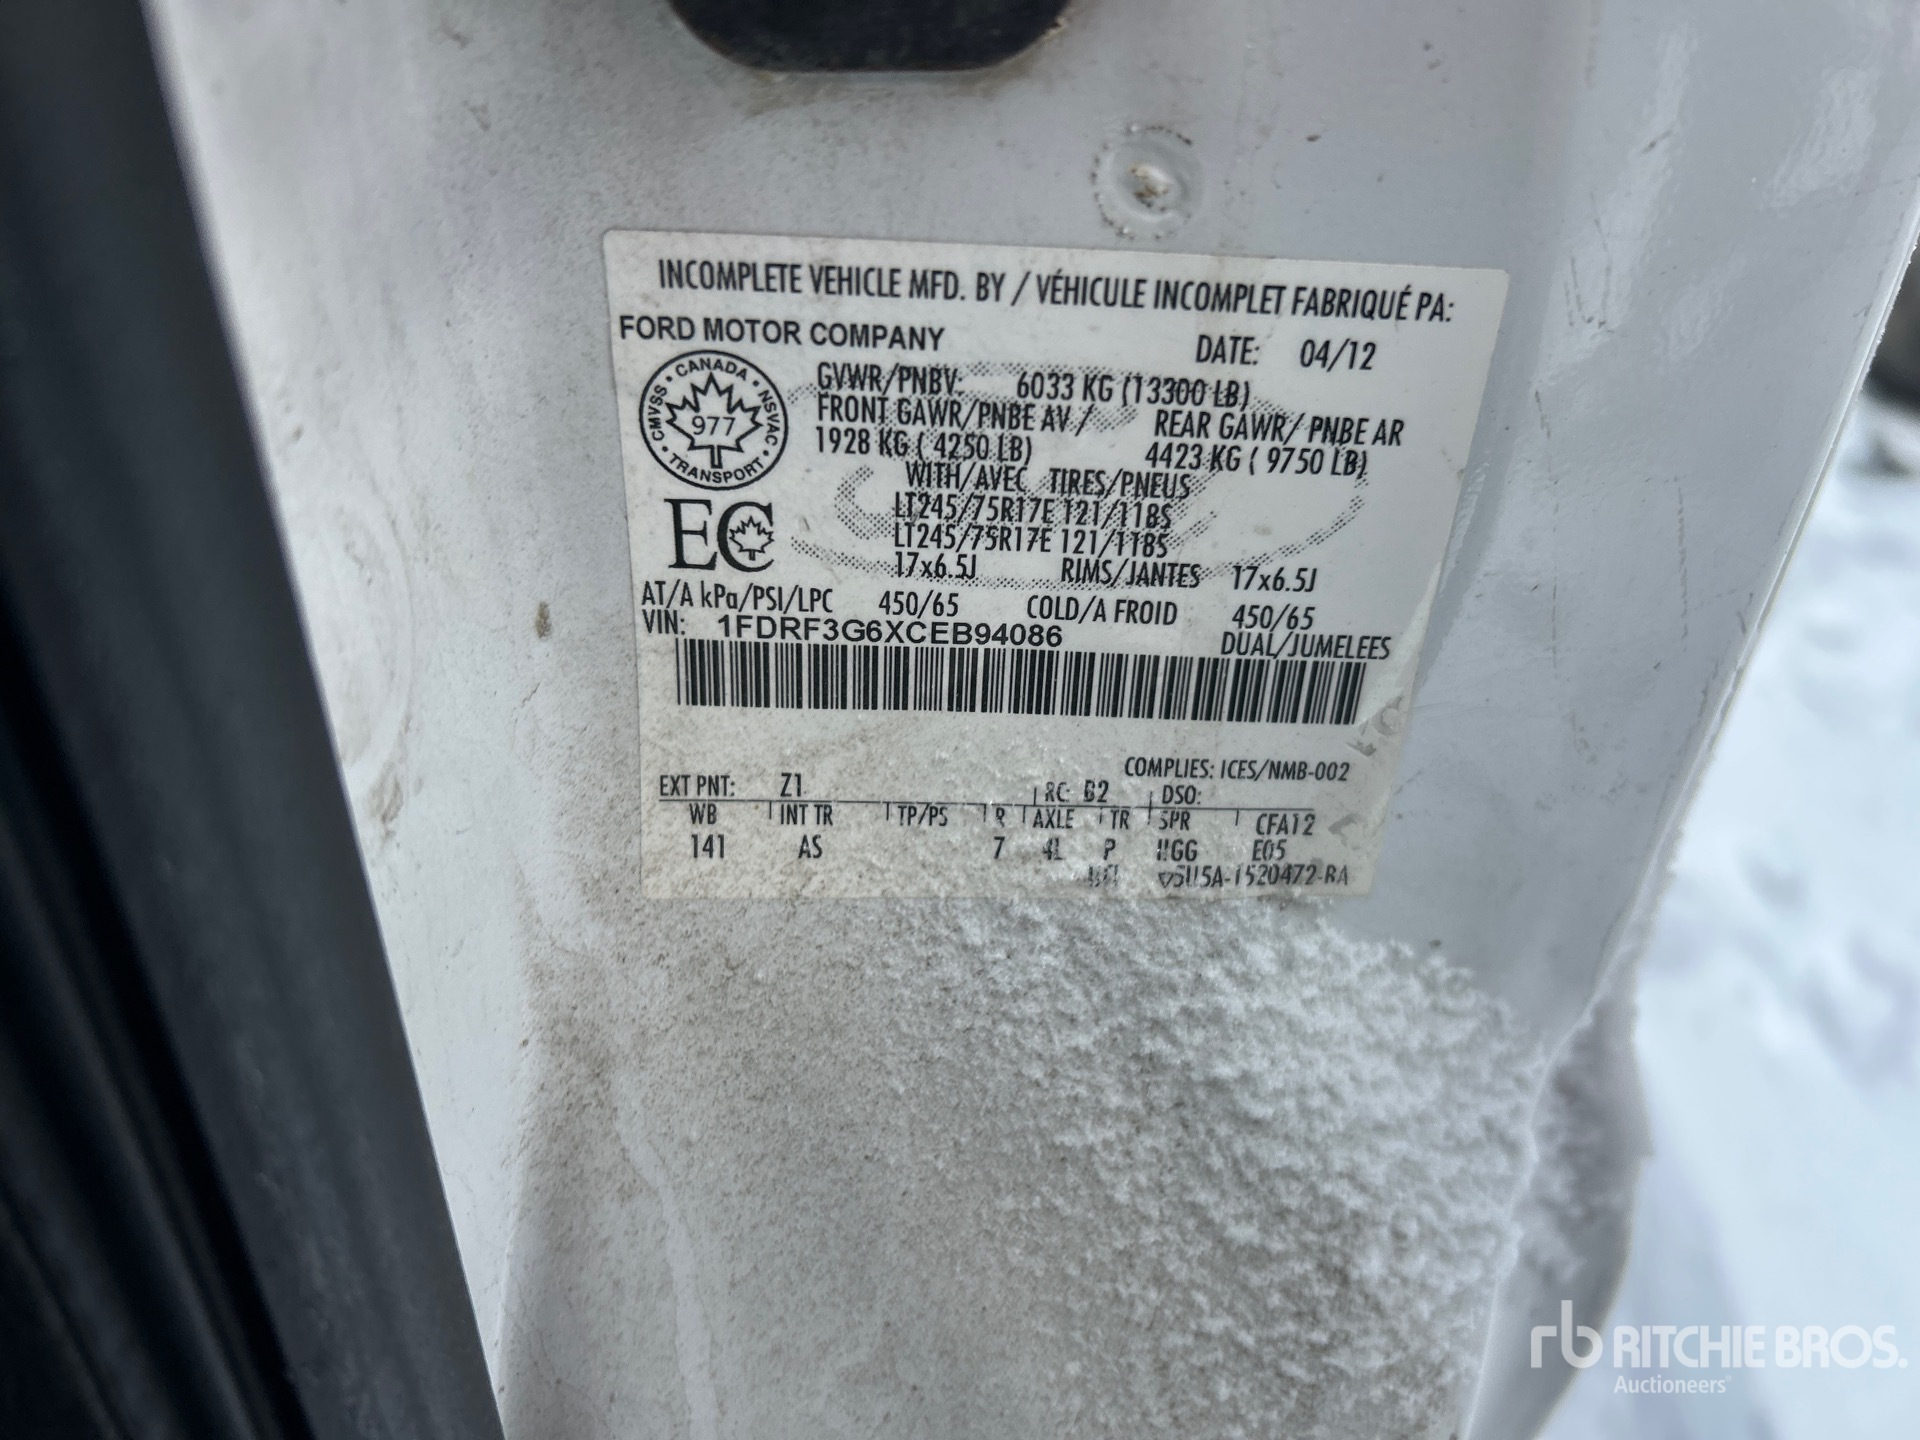 INCOMPLETE VEHICLE MFD. BY / VÉHICULE INCOMPLET FABRIQUÉ PA:
FORD MOTOR COMPANY
DATE: 04/12
CANADA
CMVSS • NSVAC
977
TRANSPORT
GVWR/PNBV: 6033 KG (13300 LB)
FRONT GAWR/PNBE AV / REAR GAWR/ PNBE AR
1928 KG ( 4250 LB) 4423 KG ( 9750 LB)
WITH/AVEC TIRES/PNEUS
LT245/75R17E 121/118S
LT245/75R17E 121/118S
EC
17x6.5J RIMS/JANTES 17x6.5J
AT/A kPa/PSI/LPC 450/65 COLD/A FROID 450/65
VIN: 1FDRF3G6XCEB94086 DUAL/JUMELEES
COMPLIES: ICES/NMB-002
EXT PNT: Z1 RC: B2 DSO:
WB INT TR TP/PS R AXLE TR SPR CFA12
141 AS 7 4L P E05
rb RITCHIE BROS.
Auctioneers